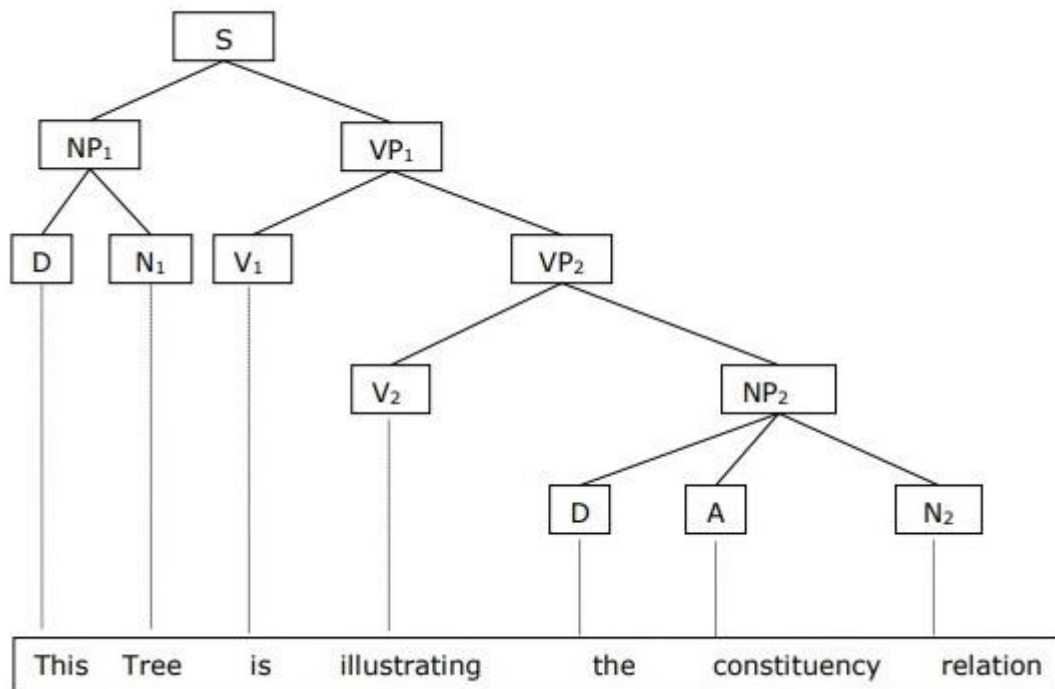 S
NP₁ VP₁
D N₁ V₁ VP₂
V₂ NP₂
D A N₂
This Tree is illustrating the constituency relation